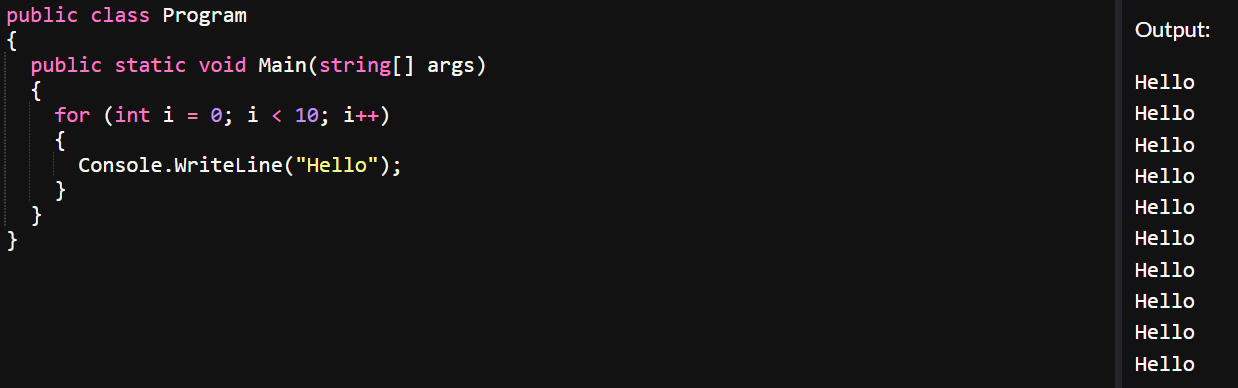 public class Program
{
  public static void Main(string[] args)
  {
    for (int i = 0; i < 10; i++)
    {
      Console.WriteLine("Hello");
    }
  }
}
Output:
Hello
Hello
Hello
Hello
Hello
Hello
Hello
Hello
Hello
Hello